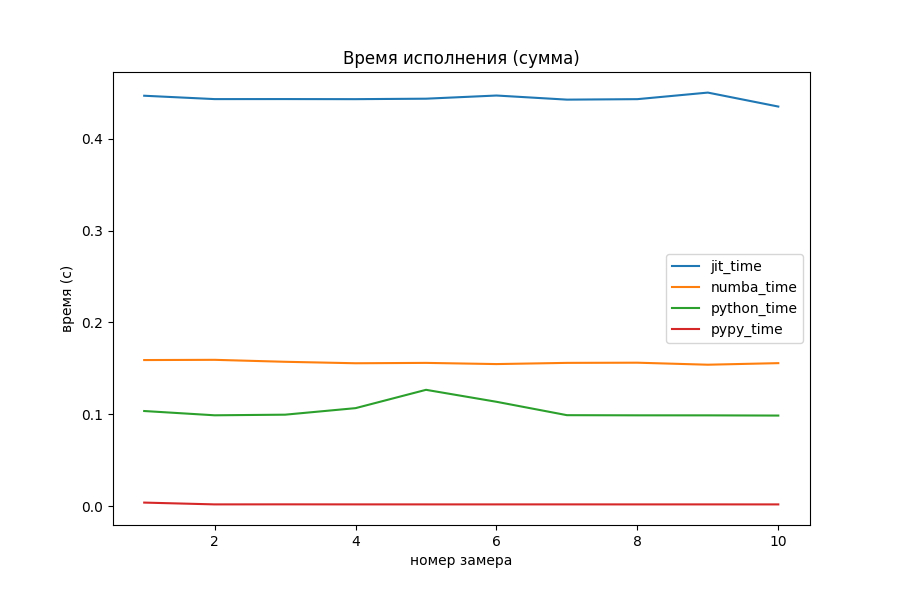 Время исполнения (сумма)
время (с)
0.4
0.3
0.2
0.1
0.0
jit_time
numba_time
python_time
pypy_time
2 4 6 8 10
номер замера